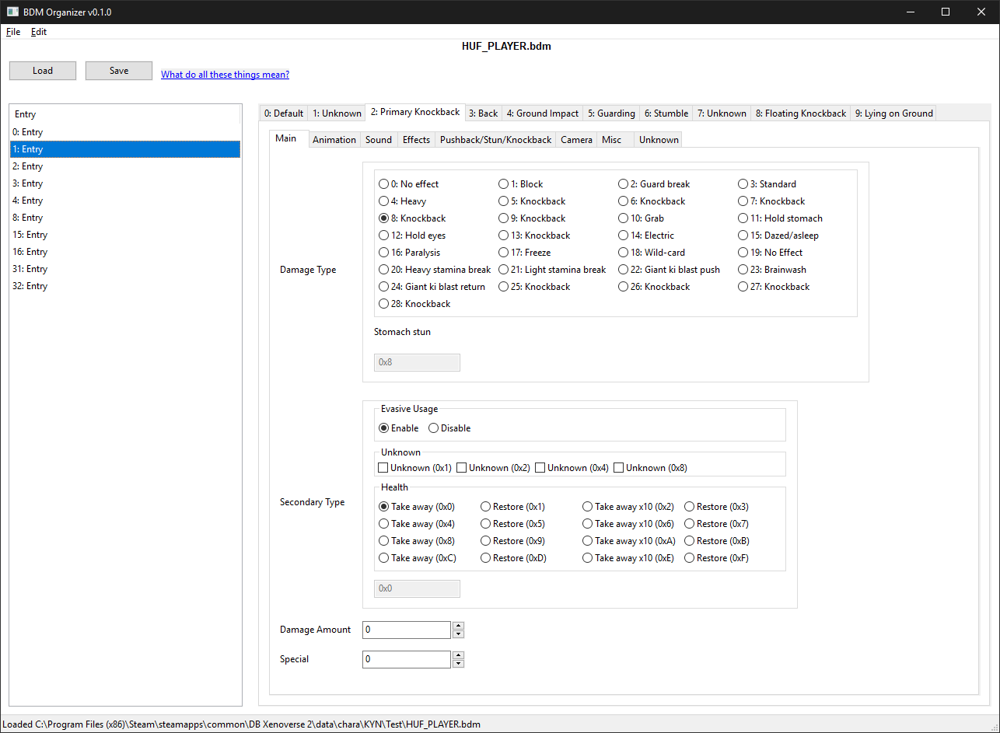 BDM Organizer v0.1.0
File Edit
HUF_PLAYER.bdm
Load Save What do all these things mean?
Entry
0: Entry
1: Entry
2: Entry
3: Entry
4: Entry
8: Entry
15: Entry
16: Entry
31: Entry
32: Entry
0: Default 1: Unknown 2: Primary Knockback 3: Back 4: Ground Impact 5: Guarding 6: Stumble 7: Unknown 8: Floating Knockback 9: Lying on Ground
Main Animation Sound Effects Pushback/Stun/Knockback Camera Misc Unknown
Damage Type
0: No effect 1: Block 2: Guard break 3: Standard
4: Heavy 5: Knockback 6: Knockback 7: Knockback
8: Knockback 9: Knockback 10: Grab 11: Hold stomach
12: Hold eyes 13: Knockback 14: Electric 15: Dazed/asleep
16: Paralysis 17: Freeze 18: Wild-card 19: No Effect
20: Heavy stamina break 21: Light stamina break 22: Giant ki blast push 23: Brainwash
24: Giant ki blast return 25: Knockback 26: Knockback 27: Knockback
28: Knockback
Stomach stun
0x8
Secondary Type
Evasive Usage
Enable Disable
Unknown
Unknown (0x1) Unknown (0x2) Unknown (0x4) Unknown (0x8)
Health
Take away (0x0) Restore (0x1) Take away x10 (0x2) Restore (0x3)
Take away (0x4) Restore (0x5) Take away x10 (0x6) Restore (0x7)
Take away (0x8) Restore (0x9) Take away x10 (0xA) Restore (0xB)
Take away (0xC) Restore (0xD) Take away x10 (0xE) Restore (0xF)
0x0
Damage Amount 0
Special 0
Loaded C:\Program Files (x86)\Steam\steamapps\common\DB Xenoverse 2\data\chara\KYN\Test\HUF_PLAYER.bdm